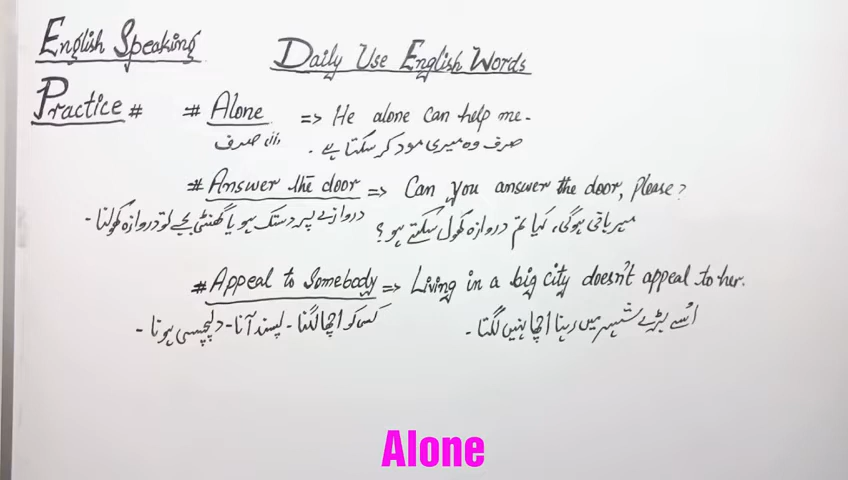 English Speaking
Practice #
Daily Use English Words
# Alone => He alone can help me.
صرف صرف وہ میری مدد کر سکتا ہے۔
# Answer the door => Can you answer the door, Please?
دروازے پر دستک ہو یا گھنٹی بجے تو دروازہ کھولنا - مہربانی ہوگی، کیا تم دروازہ کھول سکتے ہو؟
# Appeal to Somebody => Living in a big city doesn't appeal to her.
کسی کو اچھا لگنا - پسند آنا - دلچسپی ہونا - اُسے بڑے شہر میں رہنا اچھا نہیں لگتا -
Alone